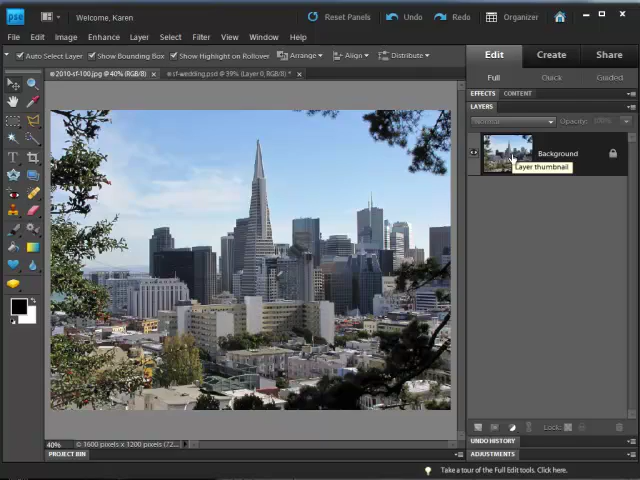 pse Welcome, Karen Reset Panels Undo Redo Organizer
File Edit Image Enhance Layer Select Filter View Window Help
Auto Select Layer Show Bounding Box Show Highlight on Rollover Arrange Align Distribute
Edit Create Share
2010-sf-100.jpg @ 40% (RGB/8) sf-wedding.psd @ 39% (Layer 0, RGB/8) *
Full Quick Guided
EFFECTS CONTENT
LAYERS
Normal Opacity: 100%
Background
Layer thumbnail
T
Lock:
40% © 1600 pixels x 1200 pixels (72...
UNDO HISTORY
PROJECT BIN
ADJUSTMENTS
Take a tour of the Full Edit tools. Click here.